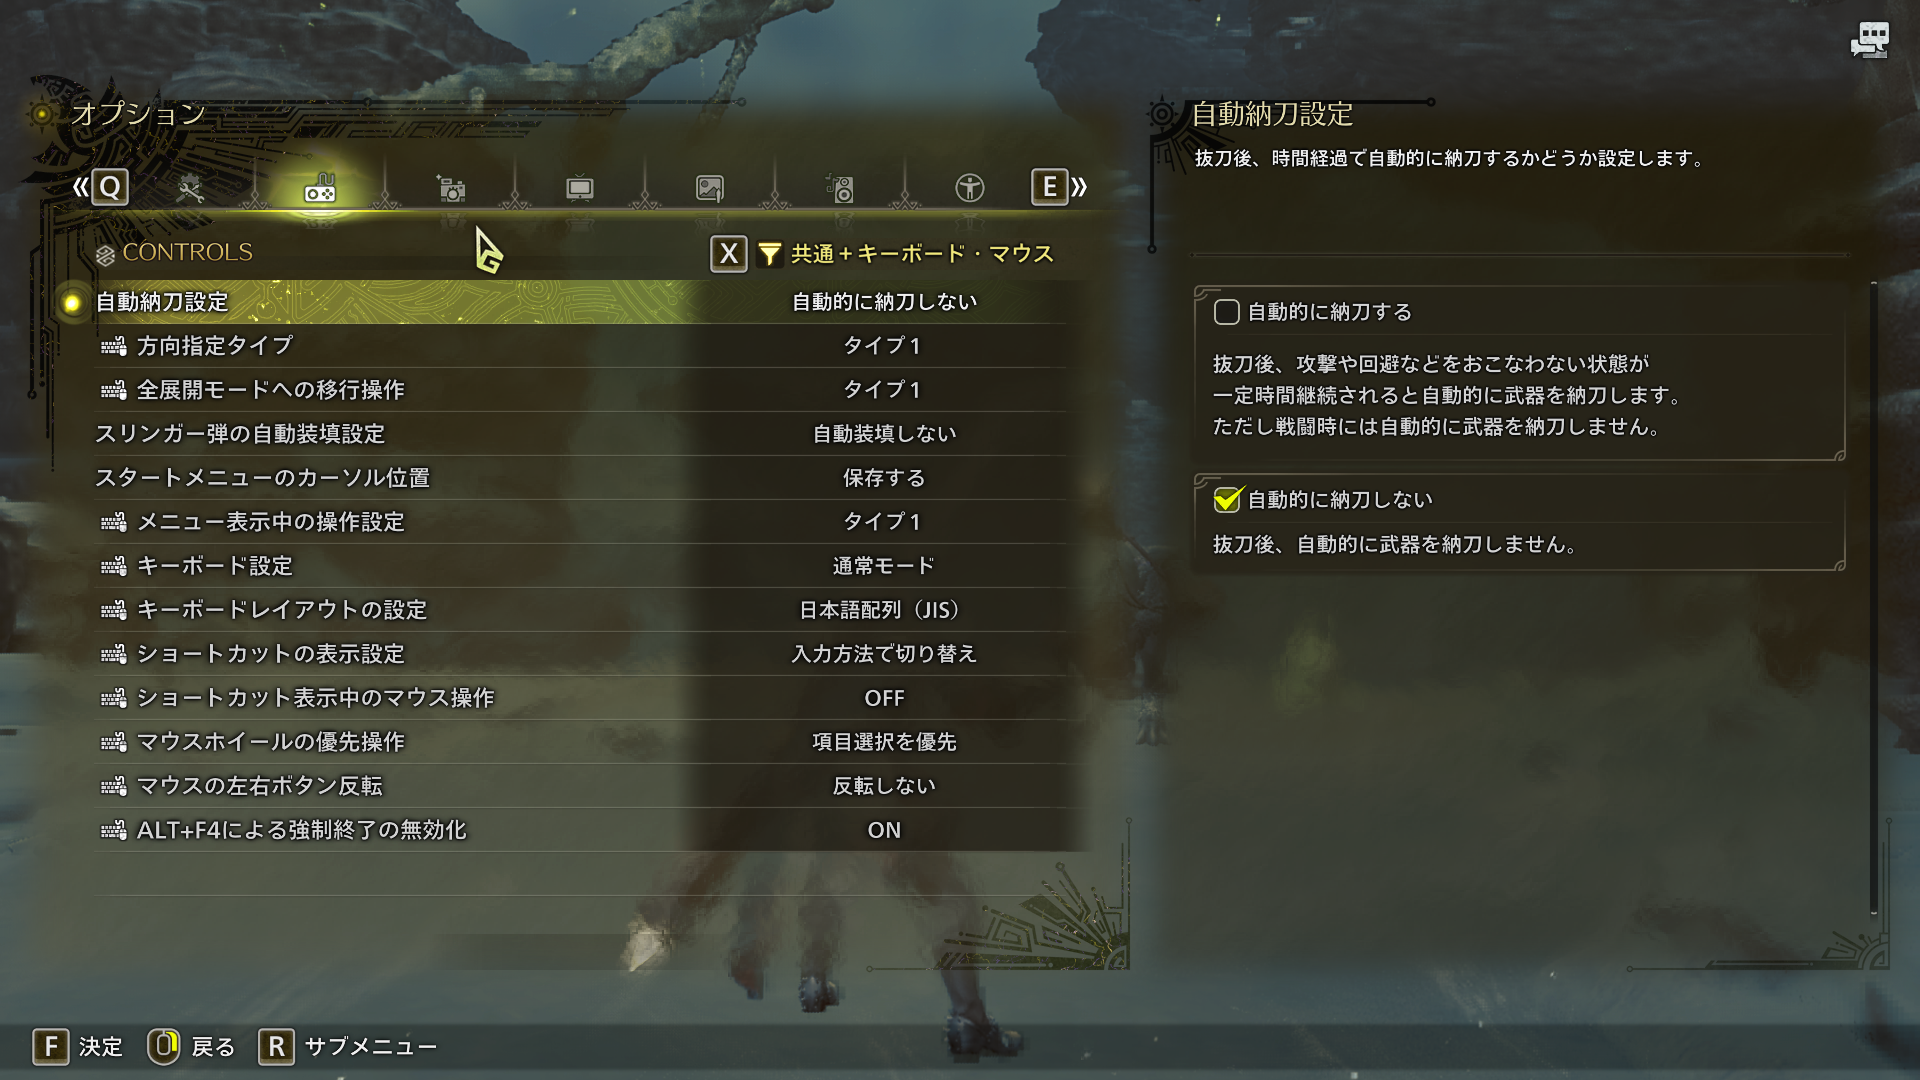 オプション
Q
E
CONTROLS
X 共通+キーボード・マウス
自動納刀設定 自動的に納刀しない
方向指定タイプ タイプ1
全展開モードへの移行操作 タイプ1
スリンガー弾の自動装填設定 自動装填しない
スタートメニューのカーソル位置 保存する
メニュー表示中の操作設定 タイプ1
キーボード設定 通常モード
キーボードレイアウトの設定 日本語配列（JIS）
ショートカットの表示設定 入力方法で切り替え
ショートカット表示中のマウス操作 OFF
マウスホイールの優先操作 項目選択を優先
マウスの左右ボタン反転 反転しない
ALT+F4による強制終了の無効化 ON
自動納刀設定
抜刀後、時間経過で自動的に納刀するかどうか設定します。
自動的に納刀する
抜刀後、攻撃や回避などをおこなわない状態が
一定時間継続されると自動的に武器を納刀します。
ただし戦闘時には自動的に武器を納刀しません。
自動的に納刀しない
抜刀後、自動的に武器を納刀しません。
F 決定 戻る R サブメニュー